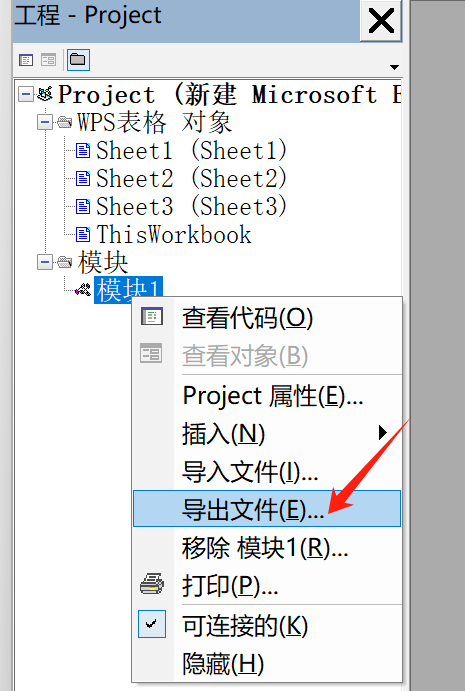 工程 - Project
Project (新建 Microsoft E
WPS表格 对象
Sheet1 (Sheet1)
Sheet2 (Sheet2)
Sheet3 (Sheet3)
ThisWorkbook
模块
模块1
查看代码(O)
查看对象(B)
Project 属性(E)...
插入(N)
导入文件(I)...
导出文件(E)...
移除 模块1(R)...
打印(P)...
可连接的(K)
隐藏(H)